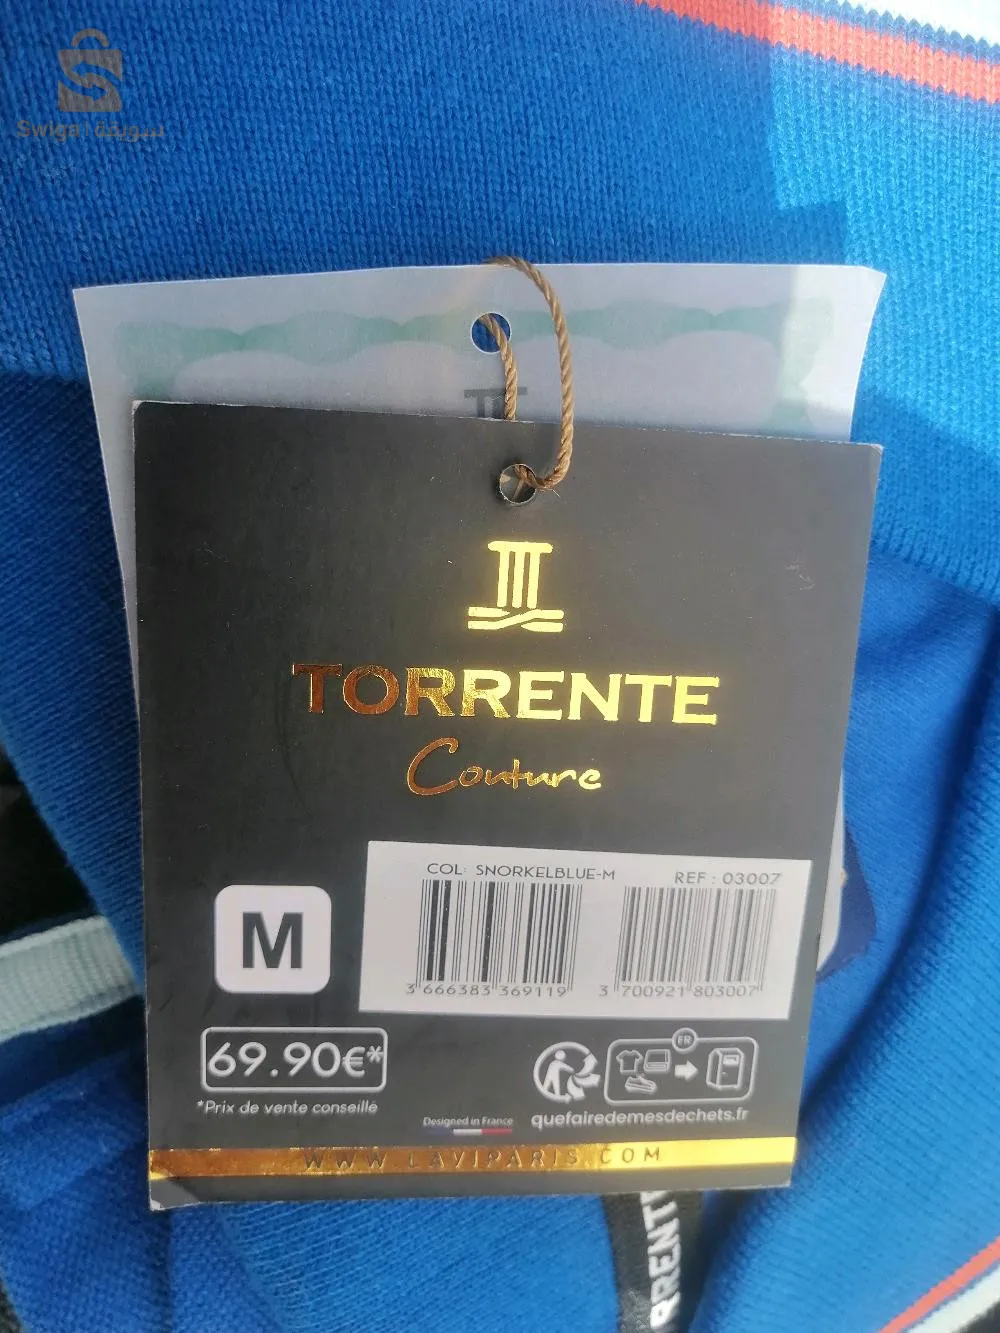 Swiga | سويقة
TORRENTE
Couture
COL: SNORKELBLUE-M
REF : 03007
M
3 666383 369119
3 700921 803007
69.90€*
*Prix de vente conseillé
FR
Designed in France
quefairedemesdechets.fr
WWW.LAVIPARIS.COM